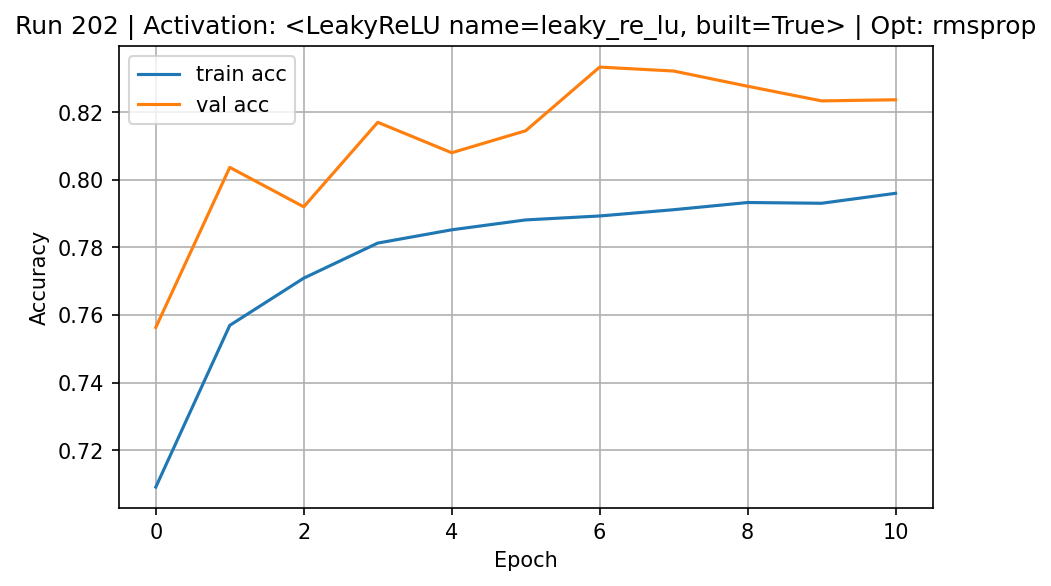 Run 202 | Activation: <LeakyReLU name=leaky_re_lu, built=True> | Opt: rmsprop
train acc
val acc
Accuracy
0.82
0.80
0.78
0.76
0.74
0.72
0 2 4 6 8 10
Epoch